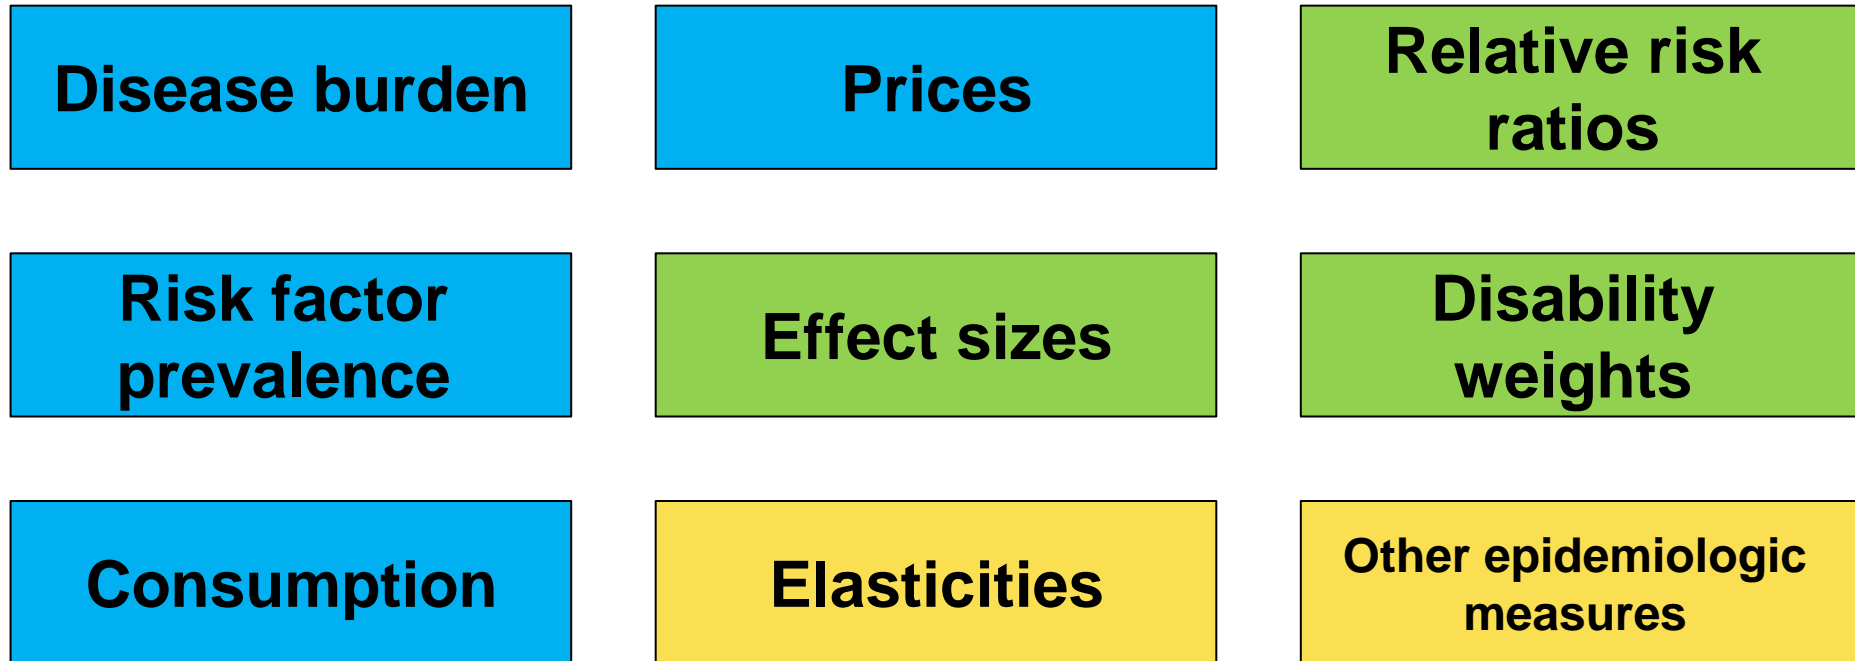 Disease burden
Prices
Relative risk
ratios
Risk factor
prevalence
Effect sizes
Disability
weights
Consumption
Elasticities
Other epidemiologic
measures